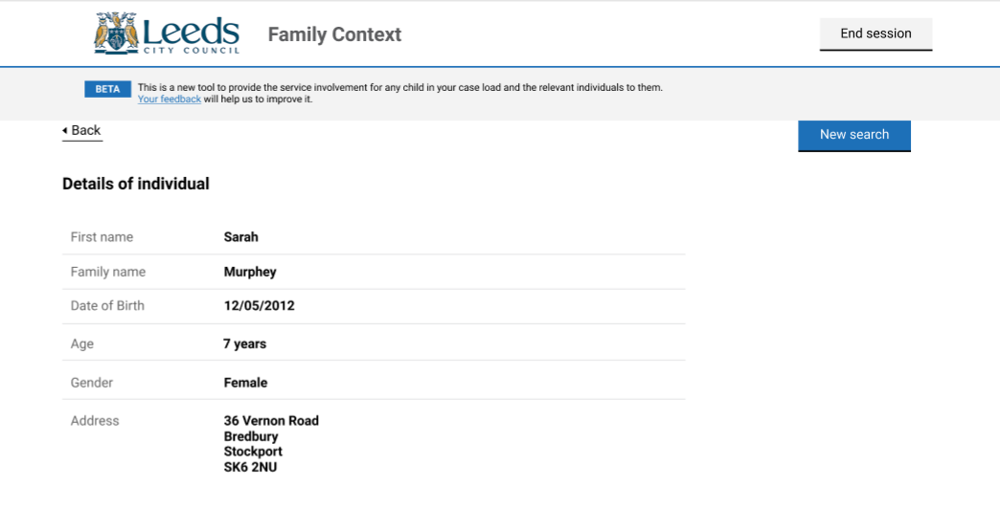 Leeds
CITY COUNCIL
Family Context
End session
BETA
This is a new tool to provide the service involvement for any child in your case load and the relevant individuals to them.
Your feedback will help us to improve it.
Back
New search
Details of individual
First name Sarah
Family name Murphey
Date of Birth 12/05/2012
Age 7 years
Gender Female
Address 36 Vernon Road
Bredbury
Stockport
SK6 2NU